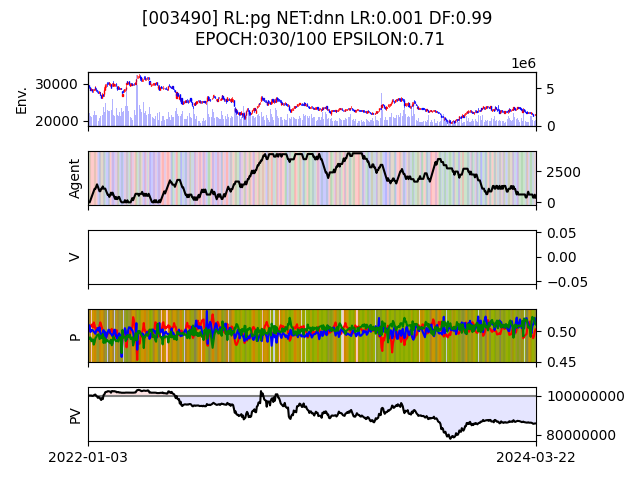 [003490] RL:pg NET:dnn LR:0.001 DF:0.99
EPOCH:030/100 EPSILON:0.71
1e6
Env.
30000
20000
5
0
Agent
2500
0
V
0.05
0.00
−0.05
P
0.50
0.45
PV
100000000
80000000
2022-01-03
2024-03-22